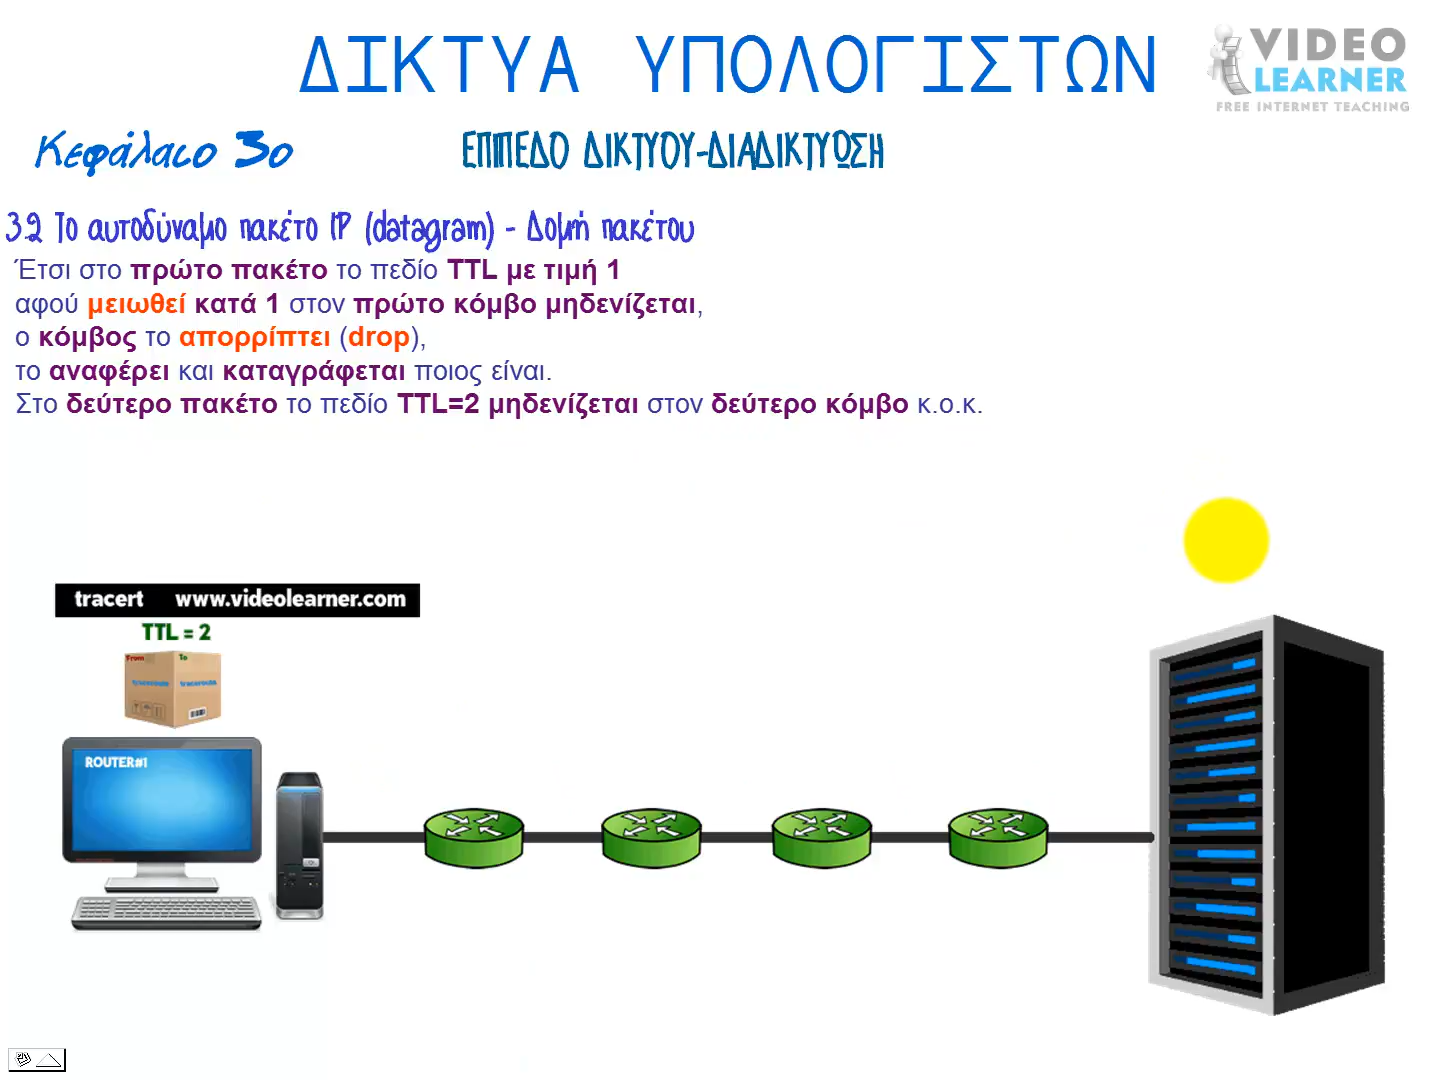 ΔΙΚΤΥΑ ΥΠΟΛΟΓΙΣΤΩΝ
VIDEO
LEARNER
FREE INTERNET TEACHING
Κεφάλαιο 3ο
ΕΠΙΠΕΔΟ ΔΙΚΤΥΟΥ-ΔΙΑΔΙΚΤΥΩΣΗ
3.2 Το αυτοδύναμο πακέτο IP (datagram) - Δομή πακέτου
Έτσι στο πρώτο πακέτο το πεδίο TTL με τιμή 1
αφού μειωθεί κατά 1 στον πρώτο κόμβο μηδενίζεται,
ο κόμβος το απορρίπτει (drop),
το αναφέρει και καταγράφεται ποιος είναι.
Στο δεύτερο πακέτο το πεδίο TTL=2 μηδενίζεται στον δεύτερο κόμβο κ.ο.κ.
tracert www.videolearner.com
TTL = 2
From To
traceroute traceroute
ROUTER#1